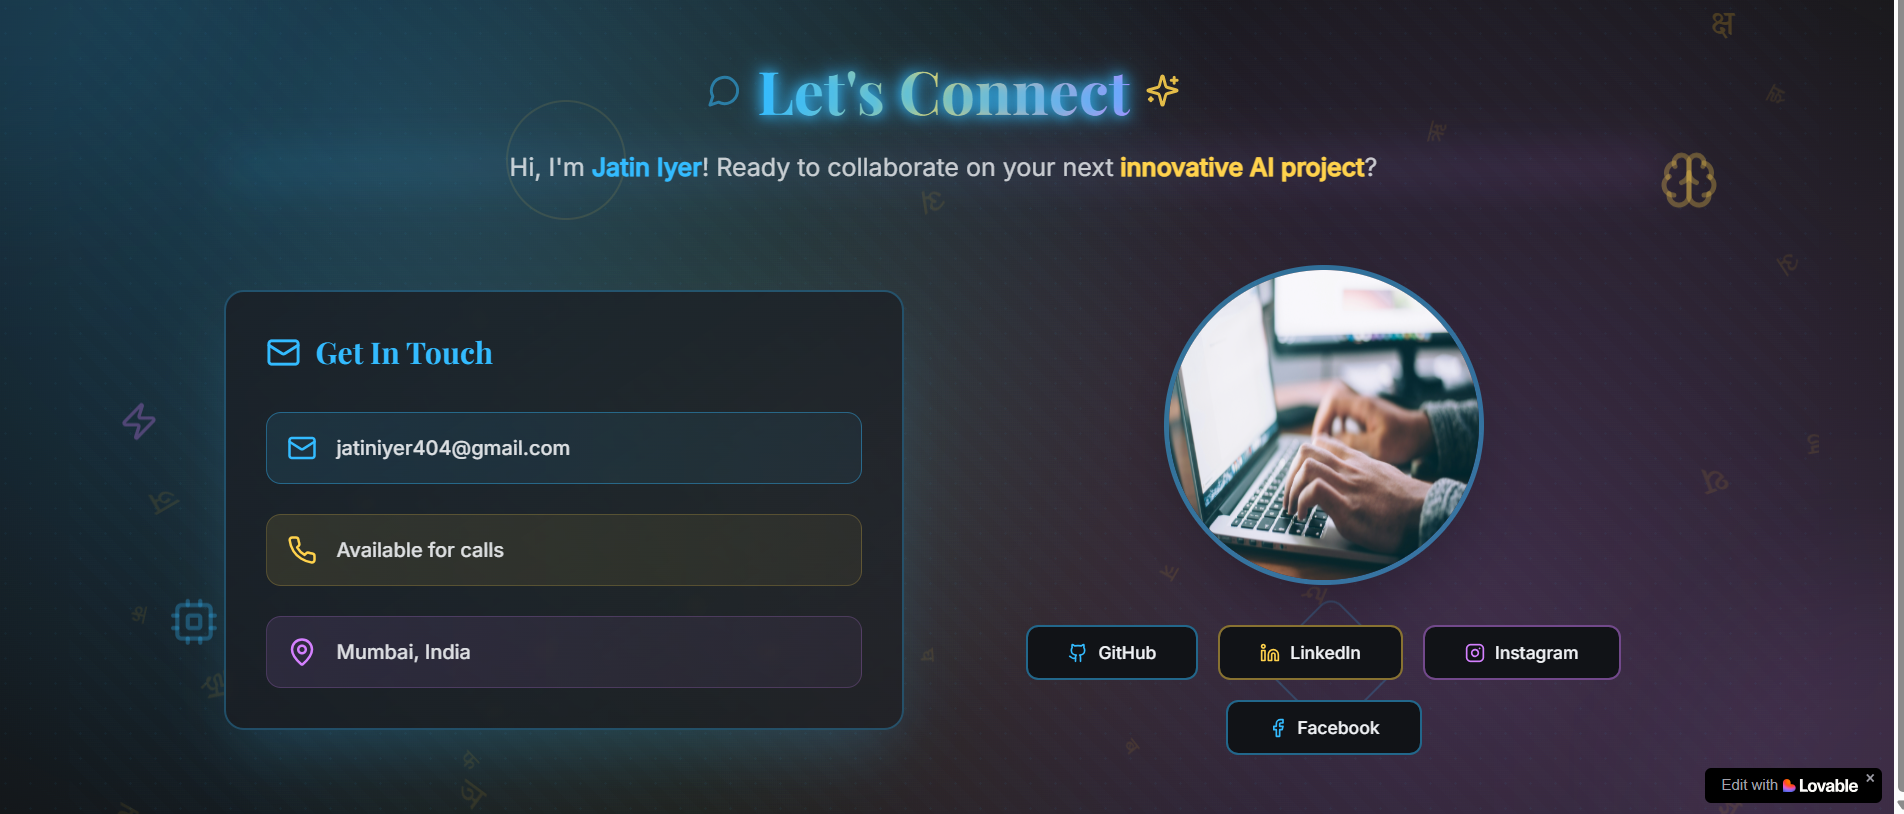 क्ष
Let's Connect
Hi, I'm Jatin Iyer! Ready to collaborate on your next innovative AI project?
Get In Touch
jatiniyer404@gmail.com
Available for calls
Mumbai, India
GitHub
LinkedIn
Instagram
Facebook
Edit with Lovable